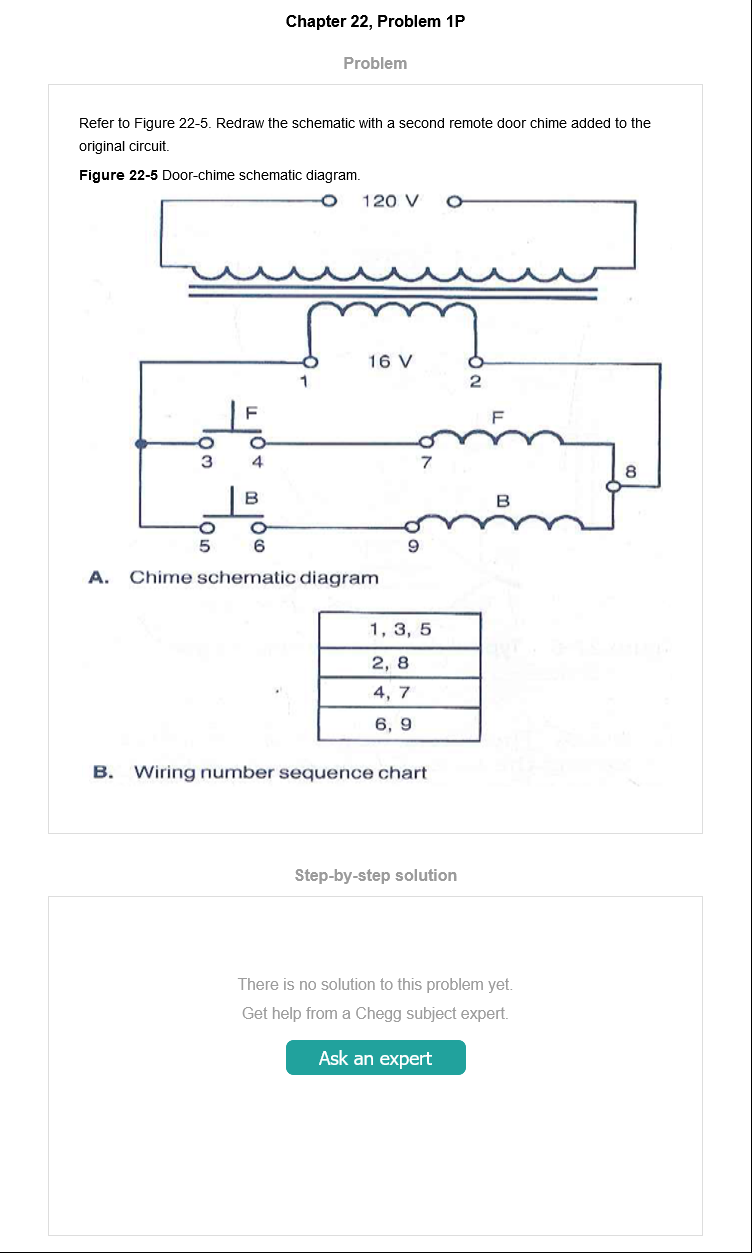 Chapter 22, Problem 1P
Problem
Refer to Figure 22-5. Redraw the schematic with a second remote door chime added to the
original circuit.
Figure 22-5 Door-chime schematic diagram.
120 V
16 V
1
2
F
F
3
4
7
8
B
B
5
6
9
A. Chime schematic diagram
1, 3, 5
2, 8
4, 7
6, 9
B. Wiring number sequence chart
Step-by-step solution
There is no solution to this problem yet.
Get help from a Chegg subject expert.
Ask an expert